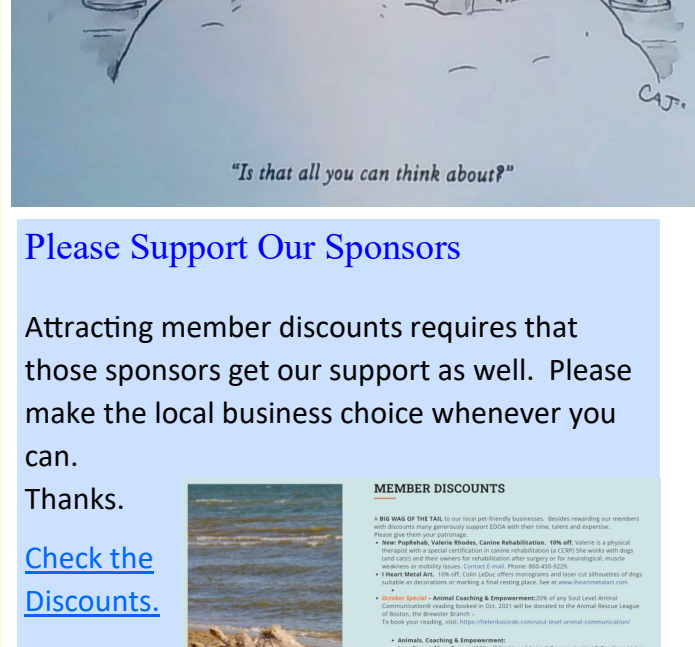 CAJ.
"Is that all you can think about?"
Please Support Our Sponsors
Attracting member discounts requires that
those sponsors get our support as well.  Please
make the local business choice whenever you
can.
Thanks.
Check the
Discounts.
MEMBER DISCOUNTS
A BIG WAG OF THE TAIL to our local pet-friendly businesses.  Besides rewarding our members
with discounts many generously support EDOA with their time, talent and expertise.
Please give them your patronage.
• New: PupRehab, Valerie Rhodes, Canine Rehabilitation.  10% off. Valerie is a physical
therapist with a special certification in canine rehabilitation (a CCRP) She works with dogs
(and cats!) and their owners for rehabilitation after surgery or for neurological, muscle
weakness or mobility issues. Contact E-mail. Phone: 860-450-9229.
• I Heart Metal Art.  10% off. Colin LeDuc offers monograms and laser cut silhouettes of dogs
suitable as decorations or marking a final resting place. See at www.iheartmetalart.com
•
• October Special – Animal Coaching & Empowerment:20% of any Soul Level Animal
Communication® reading booked in Oct. 2021 will be donated to the Animal Rescue League
of Boston, the Brewster Branch –
To book your reading, visit: https://helenkosinski.com/soul-level-animal-communication/
• Animals, Coaching & Empowerment: